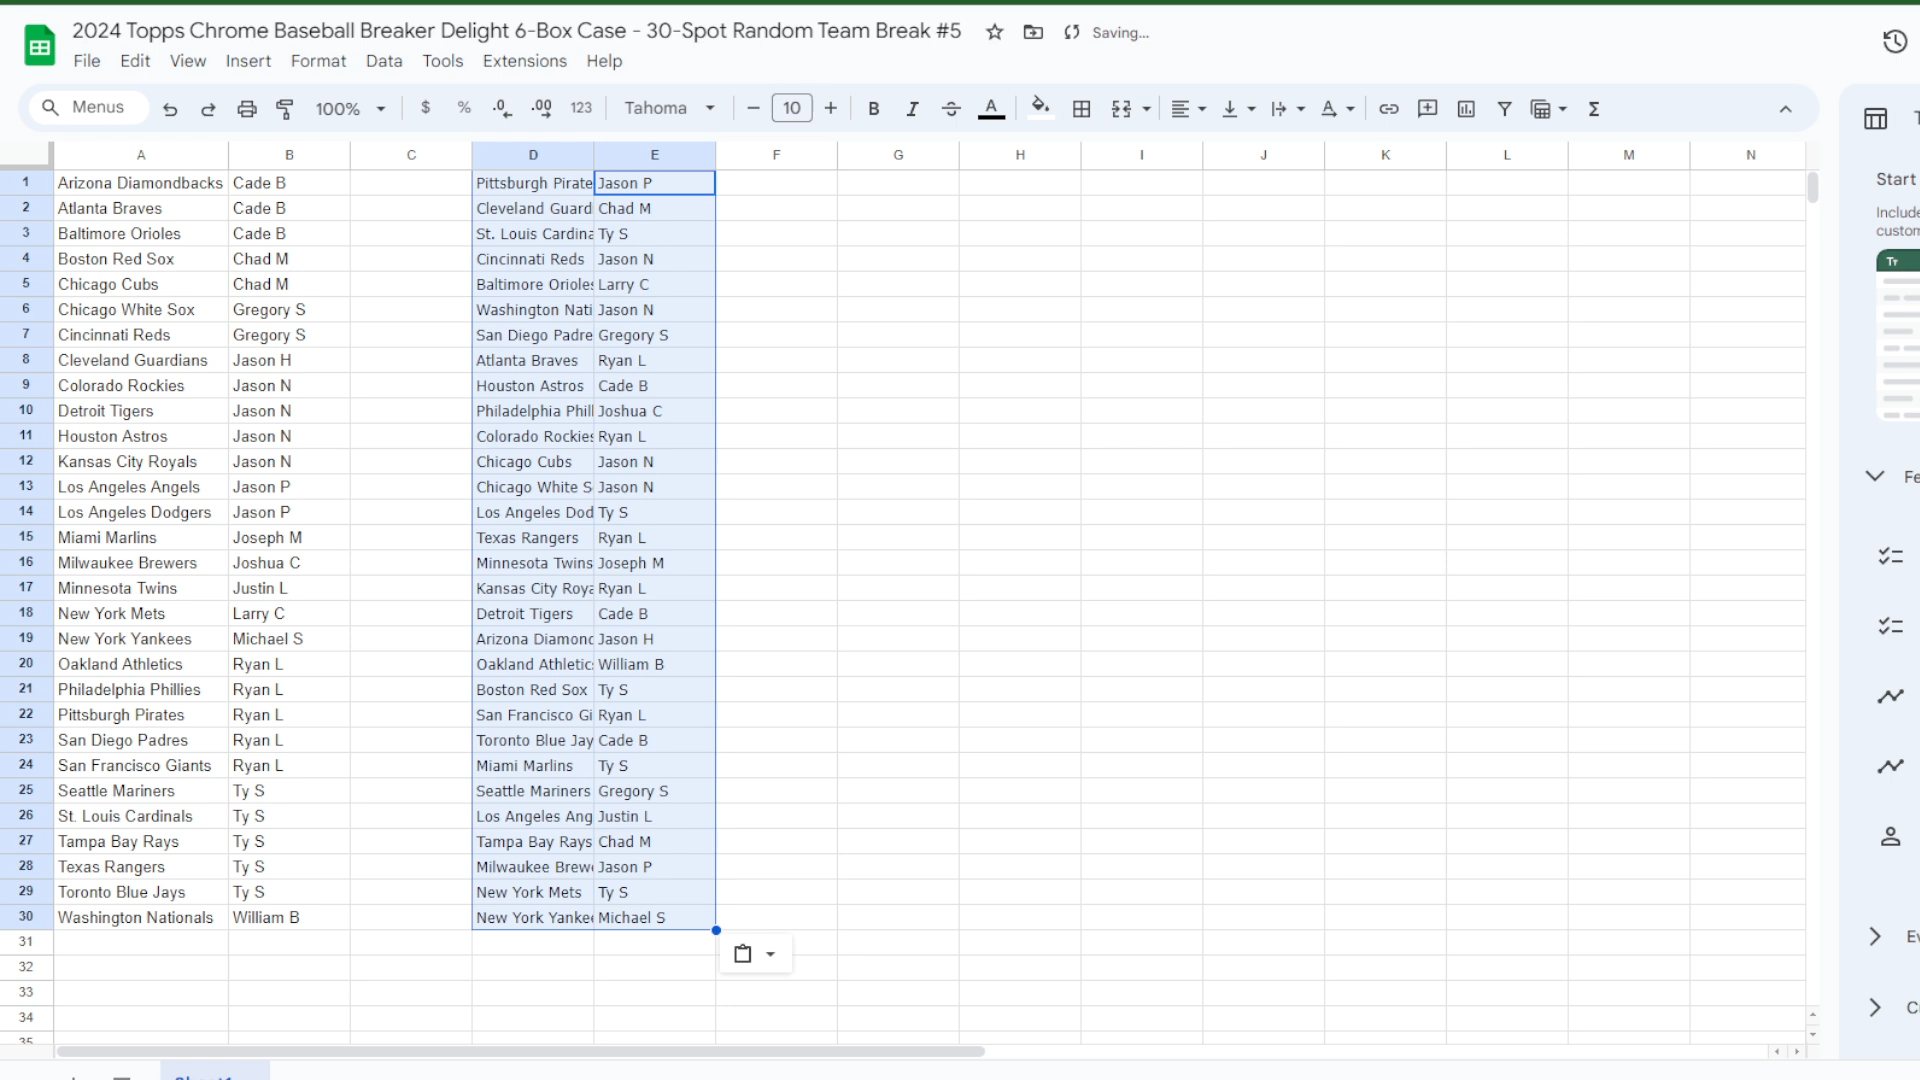 2024 Topps Chrome Baseball Breaker Delight 6-Box Case - 30-Spot Random Team Break #5 Saving...
File Edit View Insert Format Data Tools Extensions Help
Menus 100% $ % .0 .00 123 Tahoma 10 B I S A
A B C D E F G H I J K L M N
1 Arizona Diamondbacks Cade B Pittsburgh Pirate Jason P
2 Atlanta Braves Cade B Cleveland Guard Chad M
3 Baltimore Orioles Cade B St. Louis Cardina Ty S
4 Boston Red Sox Chad M Cincinnati Reds Jason N
5 Chicago Cubs Chad M Baltimore Orioles Larry C
6 Chicago White Sox Gregory S Washington Nati Jason N
7 Cincinnati Reds Gregory S San Diego Padre Gregory S
8 Cleveland Guardians Jason H Atlanta Braves Ryan L
9 Colorado Rockies Jason N Houston Astros Cade B
10 Detroit Tigers Jason N Philadelphia Phill Joshua C
11 Houston Astros Jason N Colorado Rockies Ryan L
12 Kansas City Royals Jason N Chicago Cubs Jason N
13 Los Angeles Angels Jason P Chicago White S Jason N
14 Los Angeles Dodgers Jason P Los Angeles Dod Ty S
15 Miami Marlins Joseph M Texas Rangers Ryan L
16 Milwaukee Brewers Joshua C Minnesota Twins Joseph M
17 Minnesota Twins Justin L Kansas City Roya Ryan L
18 New York Mets Larry C Detroit Tigers Cade B
19 New York Yankees Michael S Arizona Diamond Jason H
20 Oakland Athletics Ryan L Oakland Athletic William B
21 Philadelphia Phillies Ryan L Boston Red Sox Ty S
22 Pittsburgh Pirates Ryan L San Francisco Gi Ryan L
23 San Diego Padres Ryan L Toronto Blue Jay Cade B
24 San Francisco Giants Ryan L Miami Marlins Ty S
25 Seattle Mariners Ty S Seattle Mariners Gregory S
26 St. Louis Cardinals Ty S Los Angeles Ang Justin L
27 Tampa Bay Rays Ty S Tampa Bay Rays Chad M
28 Texas Rangers Ty S Milwaukee Brew Jason P
29 Toronto Blue Jays Ty S New York Mets Ty S
30 Washington Nationals William B New York Yanke Michael S
31
32
33
34
35
Start
Include
custom
Tт
Fe
Ev